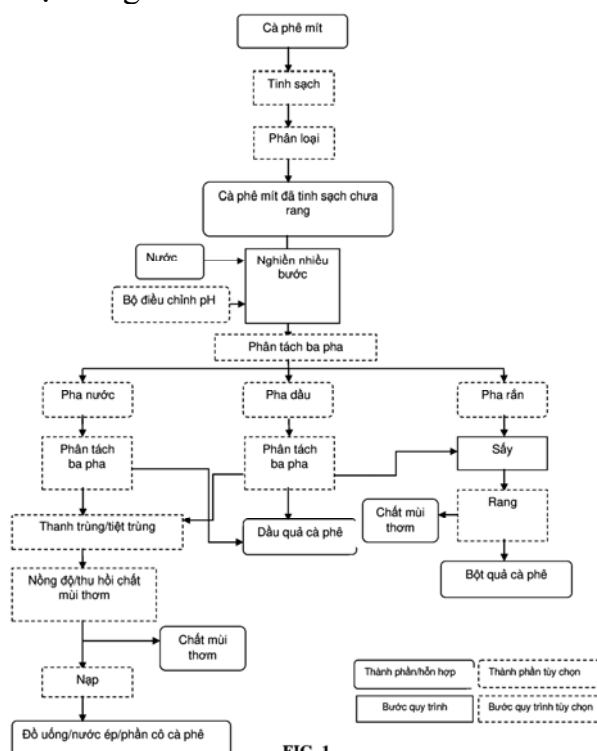 Cà phê mít
Tinh sạch
Phân loại
Cà phê mít đã tinh sạch chưa
rang
Nước
Nghiền nhiều
bước
Bộ điều chỉnh pH
Phân tách ba pha
Pha nước
Pha dầu
Pha rắn
Phân tách
ba pha
Phân tách
ba pha
Sấy
Rang
Chất mùi
thơm
Thanh trùng/tiệt trùng
Dầu quả cà phê
Bột quả cà phê
Nồng độ/thu hồi chất
mùi thơm
Chất mùi
thơm
Nạp
Đồ uống/nước ép/phần cô cà phê
Thành phần/hỗn hợp
Thành phần tùy chọn
Bước quy trình
Bước quy trình tùy chọn